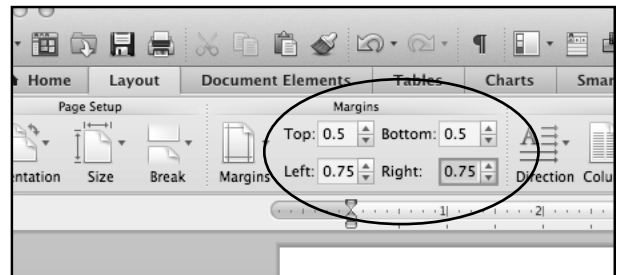 Home Layout Document Elements Tables Charts Smar
Page Setup Margins
Top: 0.5 Bottom: 0.5
Left: 0.75 Right: 0.75
entation Size Break Margins Direction Colu
1 2